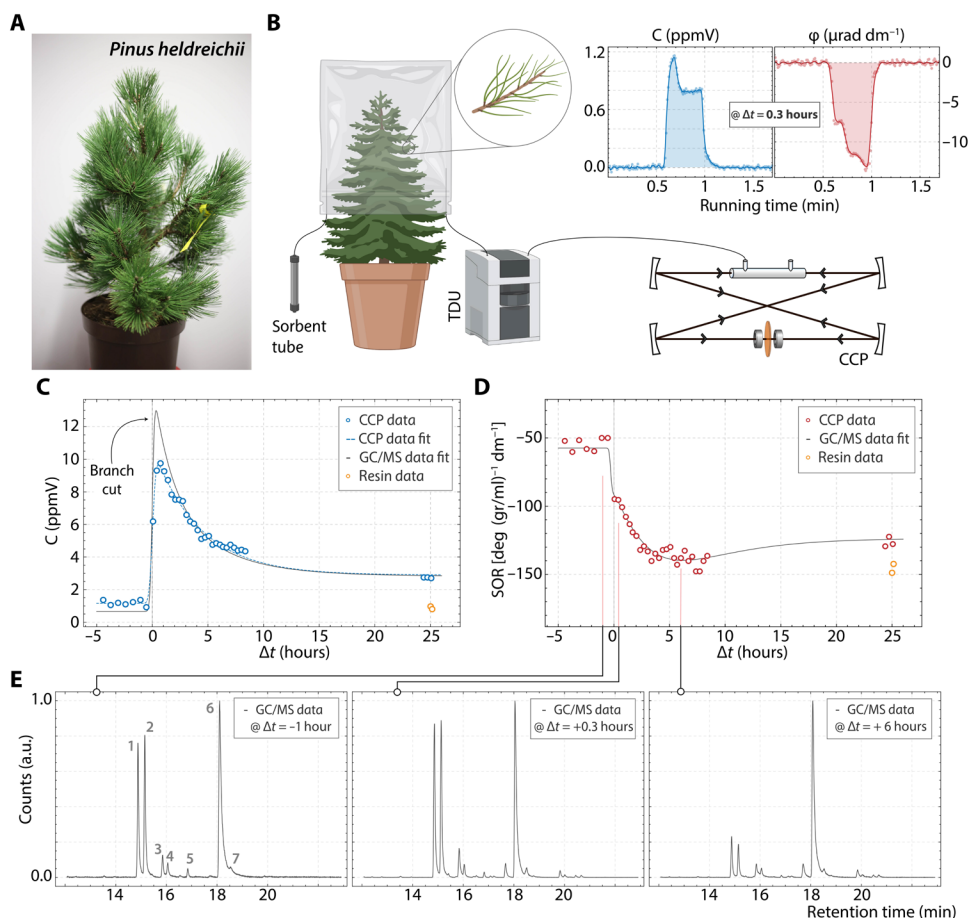 A
Pinus heldreichii
B
Sorbent
tube
TDU
C (ppmV)
φ (μrad dm⁻¹)
1.2
0.6
0.0
0
−5
−10
@ Δt = 0.3 hours
0.5
1
0.5
1
Running time (min)
CCP
C
C (ppmV)
12
10
8
6
4
2
0
Branch
cut
CCP data
CCP data fit
GC/MS data fit
Resin data
−5
0
5
10
15
20
25
Δt (hours)
D
SOR [deg (gr/ml)⁻¹ dm⁻¹]
−50
−100
−150
CCP data
GC/MS data fit
Resin data
−5
0
5
10
15
20
25
Δt (hours)
E
Counts (a.u.)
1.0
0.0
1
2
3
4
5
6
7
GC/MS data
@ Δt = −1 hour
14
16
18
20
GC/MS data
@ Δt = +0.3 hours
14
16
18
20
GC/MS data
@ Δt = + 6 hours
14
16
18
20
Retention time (min)